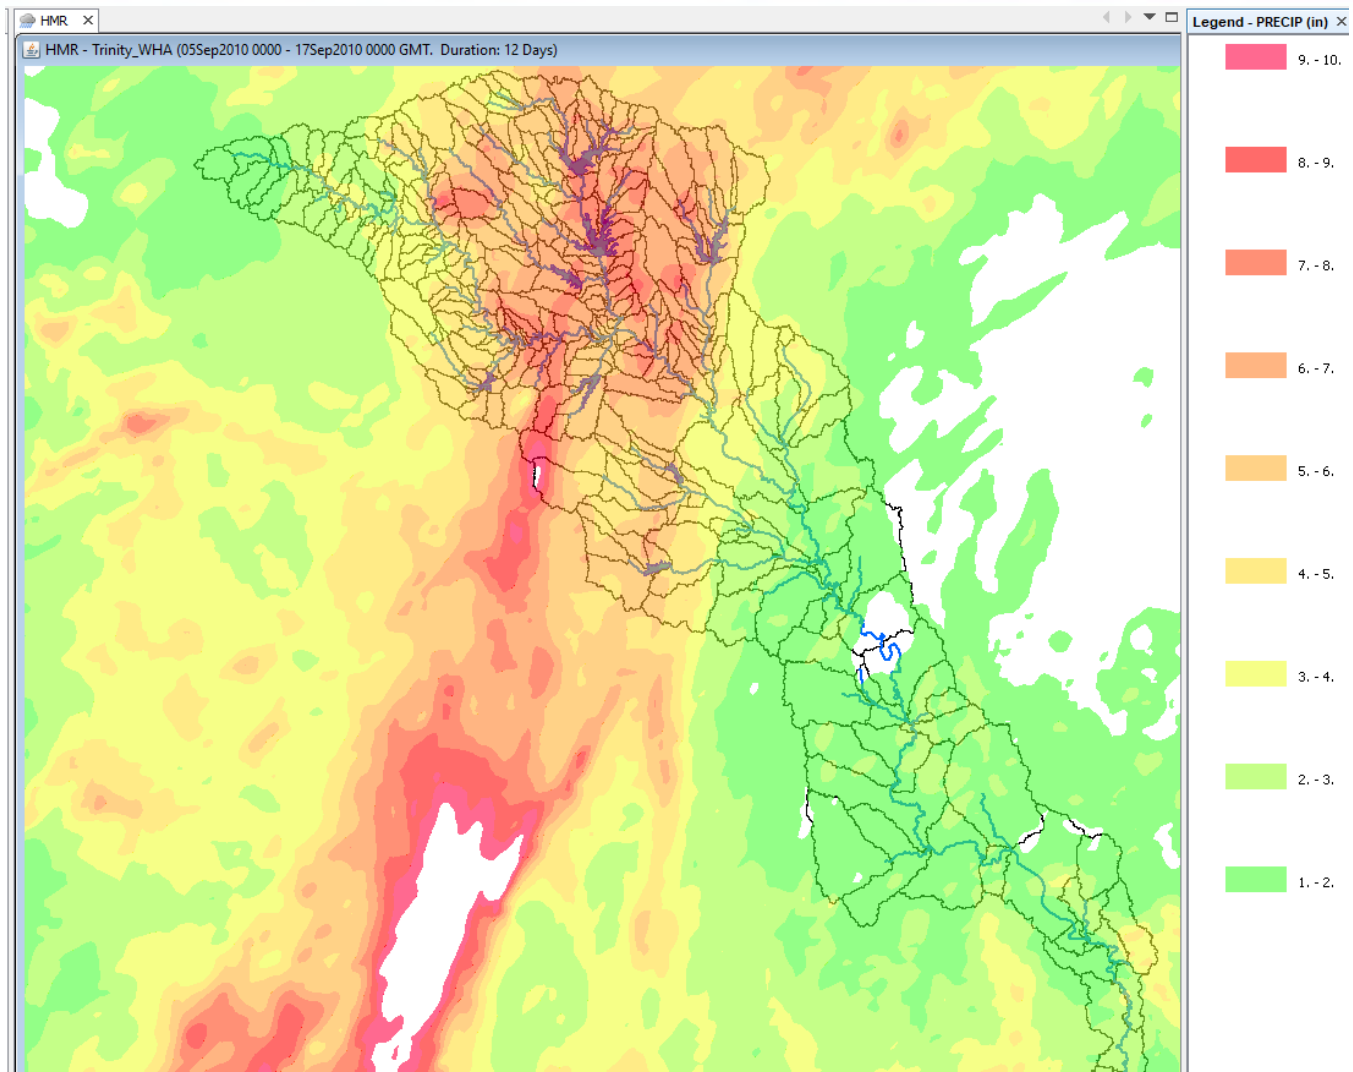 HMR
Legend - PRECIP (in)
HMR - Trinity_WHA (05Sep2010 0000 - 17Sep2010 0000 GMT. Duration: 12 Days)
9. - 10.
8. - 9.
7. - 8.
6. - 7.
5. - 6.
4. - 5.
3. - 4.
2. - 3.
1. - 2.